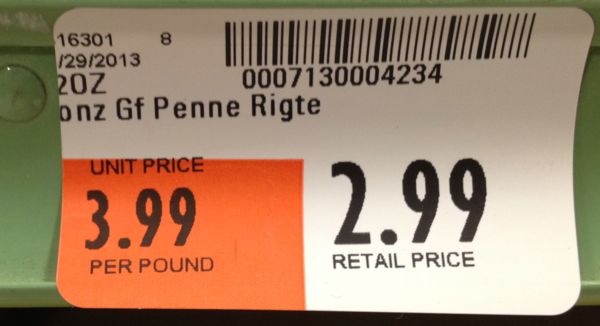 16301 8
/29/2013
2OZ 0007130004234
onz Gf Penne Rigte
UNIT PRICE
3.99
PER POUND
2.99
RETAIL PRICE